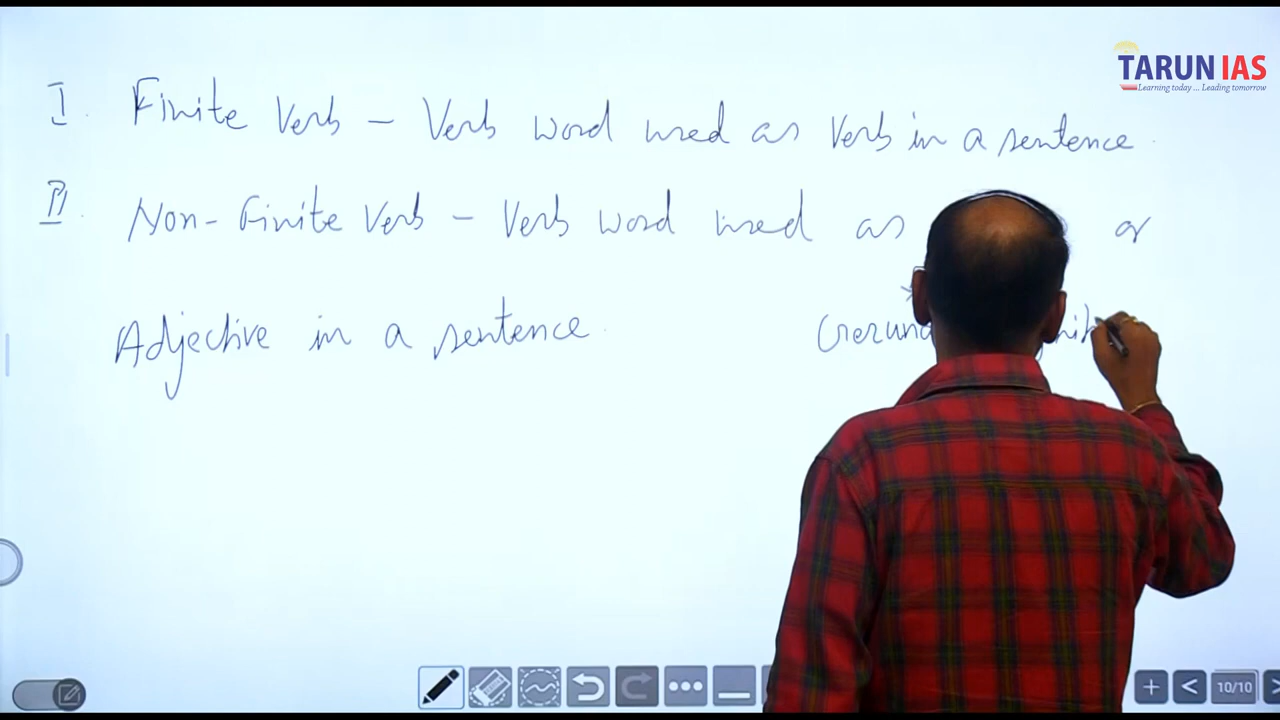 TARUN IAS
Learning today ... Leading tomorrow
I. Finite Verb - Verb word used as Verb in a sentence.
II. Non-Finite Verb - Verb word used as or
Adjective in a sentence.
10/10